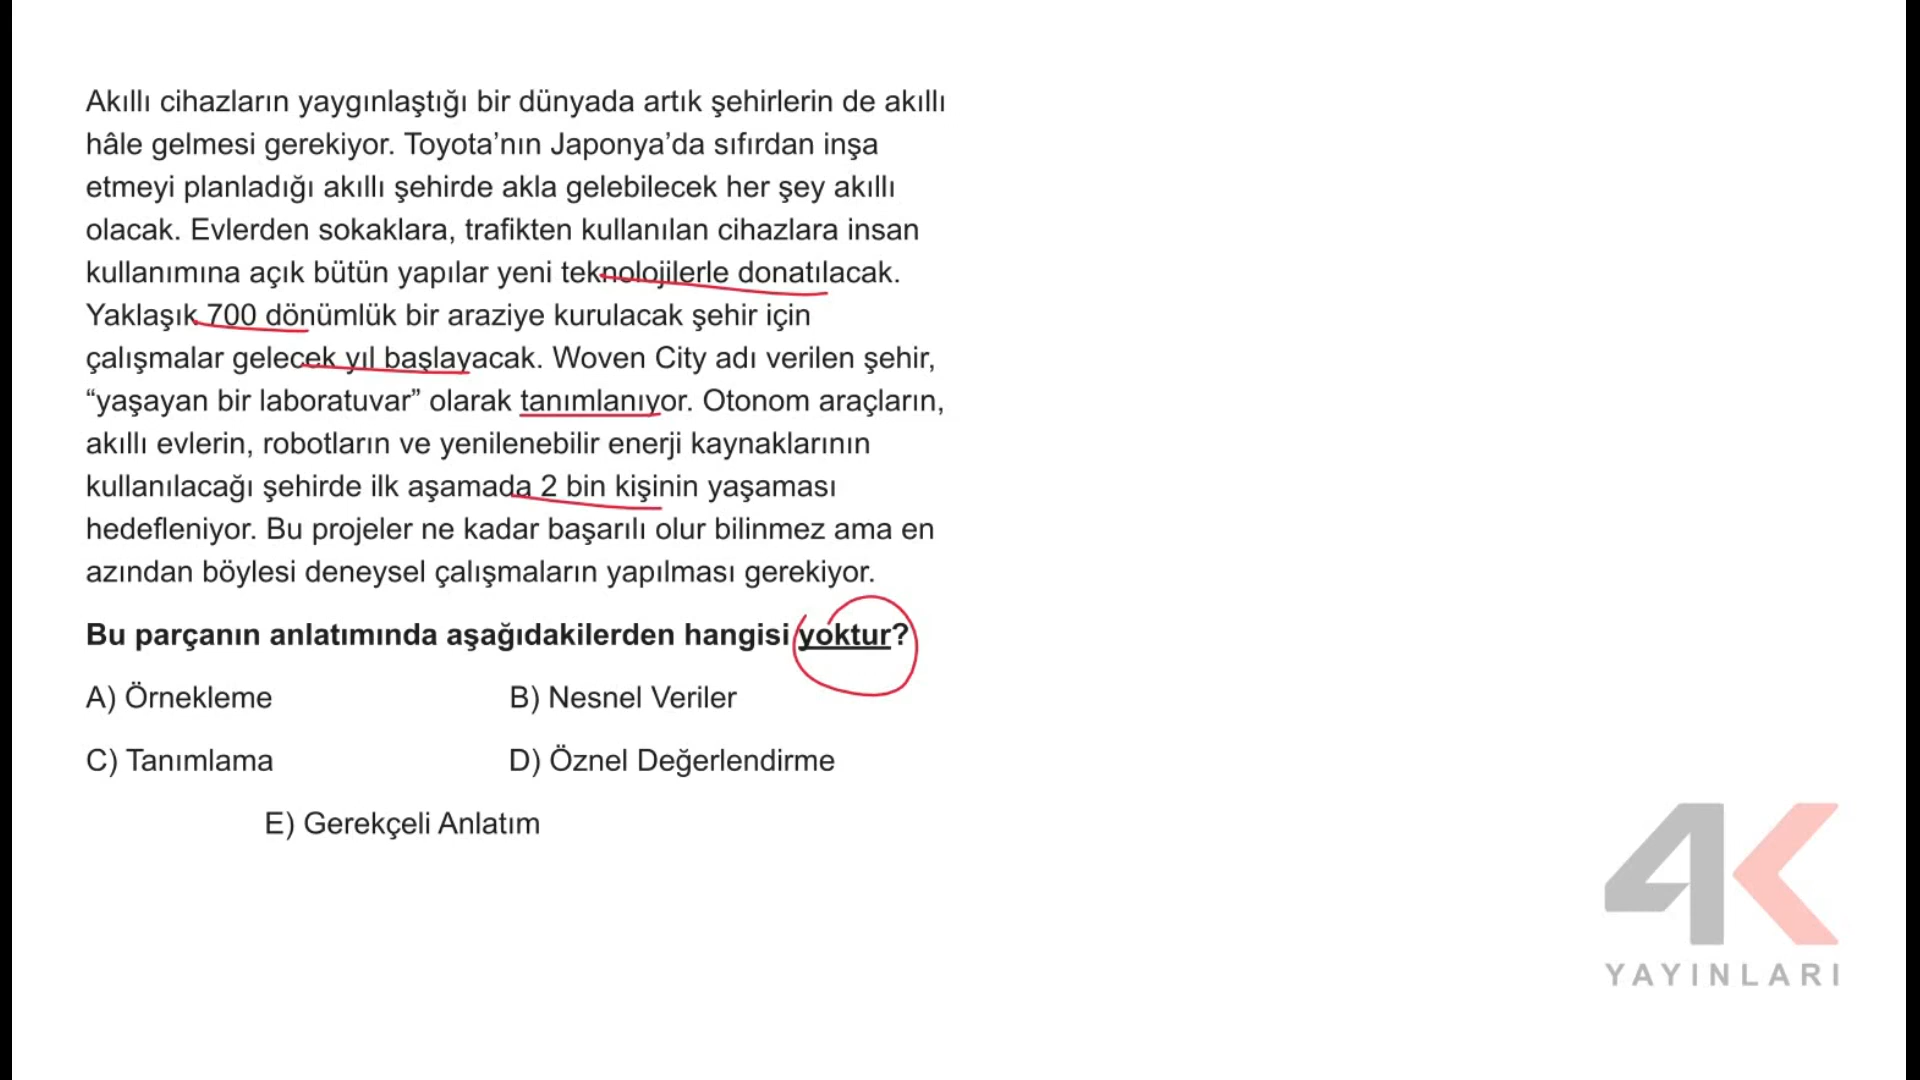 Akıllı cihazların yaygınlaştığı bir dünyada artık şehirlerin de akıllı
hâle gelmesi gerekiyor. Toyota’nın Japonya’da sıfırdan inşa
etmeyi planladığı akıllı şehirde akla gelebilecek her şey akıllı
olacak. Evlerden sokaklara, trafikten kullanılan cihazlara insan
kullanımına açık bütün yapılar yeni teknolojilerle donatılacak.
Yaklaşık 700 dönümlük bir araziye kurulacak şehir için
çalışmalar gelecek yıl başlayacak. Woven City adı verilen şehir,
“yaşayan bir laboratuvar” olarak tanımlanıyor. Otonom araçların,
akıllı evlerin, robotların ve yenilenebilir enerji kaynaklarının
kullanılacağı şehirde ilk aşamada 2 bin kişinin yaşaması
hedefleniyor. Bu projeler ne kadar başarılı olur bilinmez ama en
azından böylesi deneysel çalışmaların yapılması gerekiyor.
Bu parçanın anlatımında aşağıdakilerden hangisi yoktur?
A) Örnekleme B) Nesnel Veriler
C) Tanımlama D) Öznel Değerlendirme
E) Gerekçeli Anlatım
4K
YAYINLARI